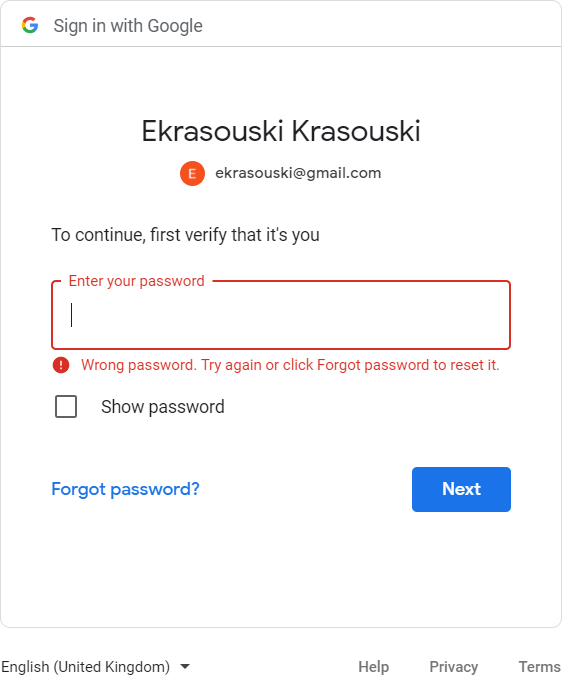 Sign in with Google
Ekrasouski Krasouski
E
ekrasouski@gmail.com
To continue, first verify that it's you
Enter your password
Wrong password. Try again or click Forgot password to reset it.
Show password
Forgot password?
Next
English (United Kingdom)
Help
Privacy
Terms